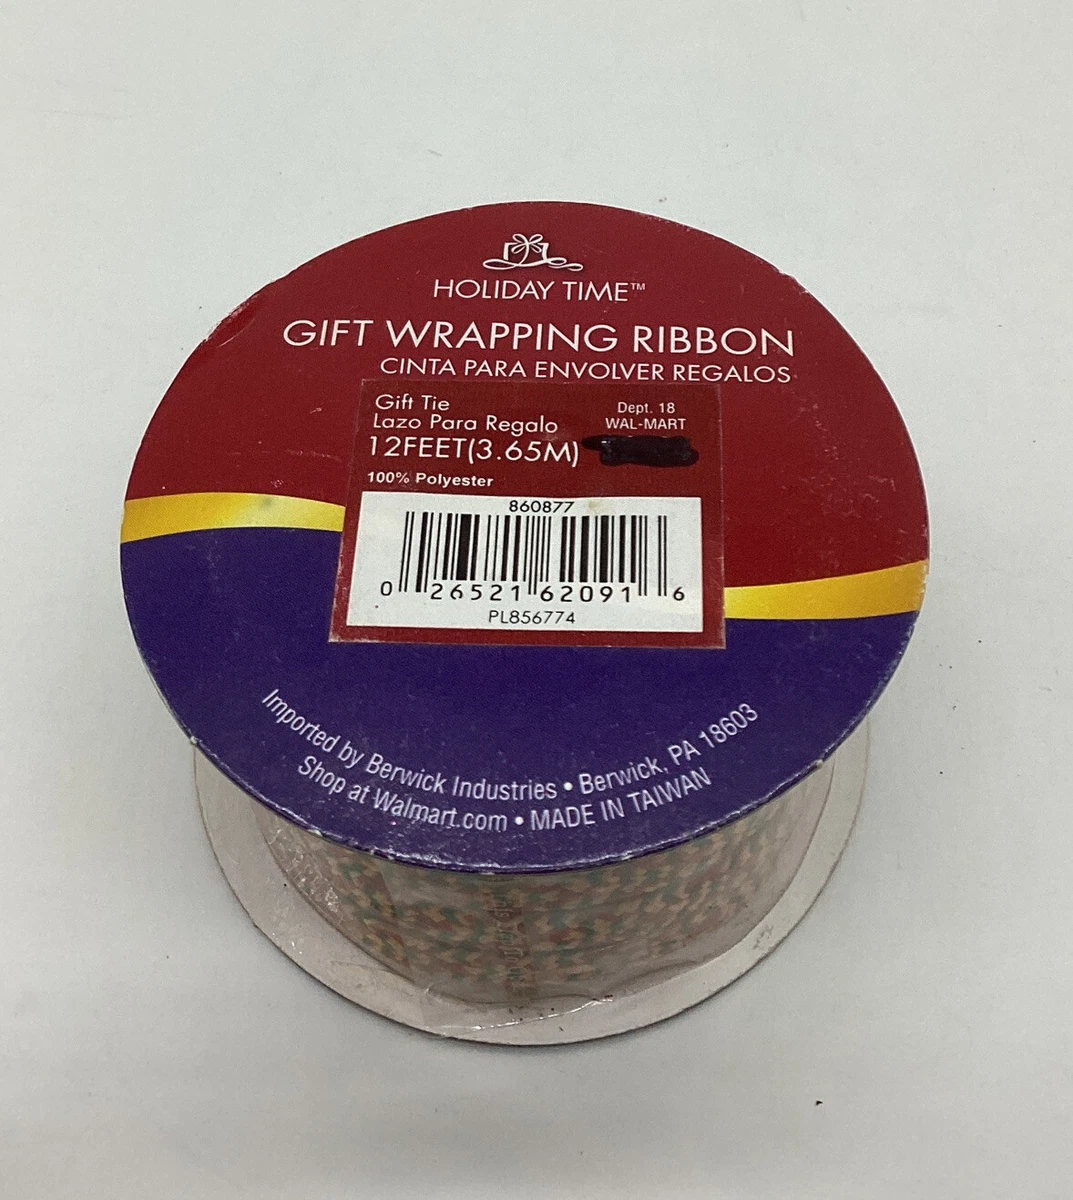 HOLIDAY TIME™
GIFT WRAPPING RIBBON
CINTA PARA ENVOLVER REGALOS
Gift Tie
Lazo Para Regalo
12FEET(3.65M)
100% Polyester
Dept. 18
WAL-MART
860877
0 26521 62091 6
PL856774
Imported by Berwick Industries • Berwick, PA 18603
Shop at Walmart.com • MADE IN TAIWAN